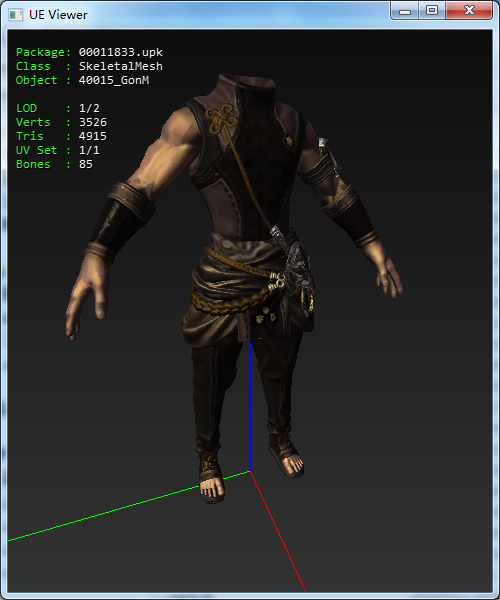 UE Viewer
Package: 00011833.upk
Class : SkeletalMesh
Object : 40015_GonM
LOD : 1/2
Verts : 3526
Tris : 4915
UV Set : 1/1
Bones : 85